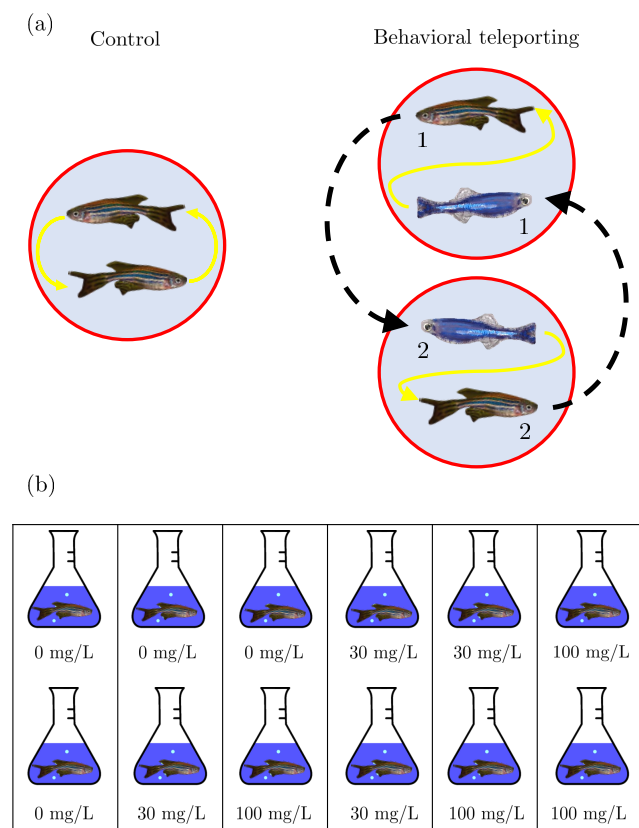 (a)
Control
Behavioral teleporting
1
1
2
2
(b)
0 mg/L 0 mg/L 0 mg/L 30 mg/L 30 mg/L 100 mg/L
0 mg/L 30 mg/L 100 mg/L 30 mg/L 100 mg/L 100 mg/L